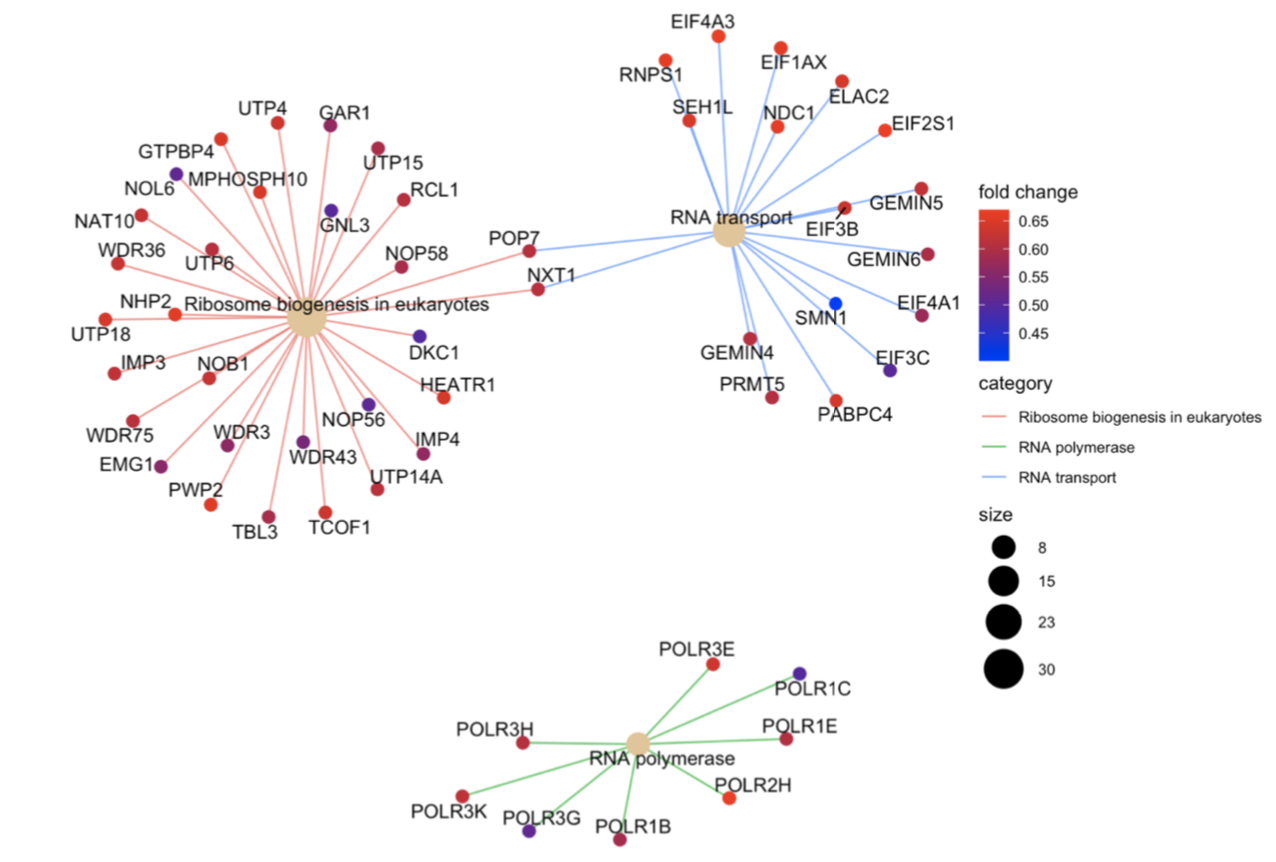 EIF4A3
EIF1AX
RNPS1
ELAC2
SEH1L
NDC1
EIF2S1
UTP4
GAR1
GTPBP4
UTP15
NOL6
MPHOSPH10
RCL1
GNL3
NAT10
WDR36
UTP6
NOP58
POP7
NXT1
NHP2
Ribosome biogenesis in eukaryotes
UTP18
DKC1
IMP3
NOB1
HEATR1
NOP56
WDR75
WDR3
WDR43
IMP4
EMG1
UTP14A
PWP2
TBL3
TCOF1
RNA transport
GEMIN5
EIF3B
GEMIN6
EIF4A1
SMN1
GEMIN4
EIF3C
PRMT5
PABPC4
fold change
0.65
0.60
0.55
0.50
0.45
category
Ribosome biogenesis in eukaryotes
RNA polymerase
RNA transport
size
8
15
23
30
POLR3E
POLR1C
POLR3H
POLR1E
RNA polymerase
POLR2H
POLR3K
POLR3G
POLR1B